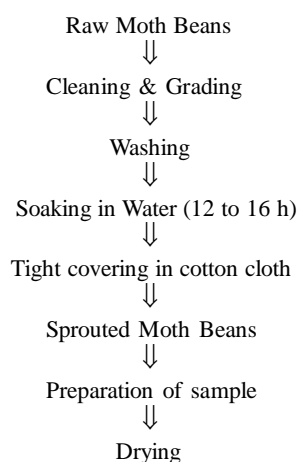 Raw Moth Beans
⇓
Cleaning & Grading
⇓
Washing
⇓
Soaking in Water (12 to 16 h)
⇓
Tight covering in cotton cloth
⇓
Sprouted Moth Beans
⇓
Preparation of sample
⇓
Drying